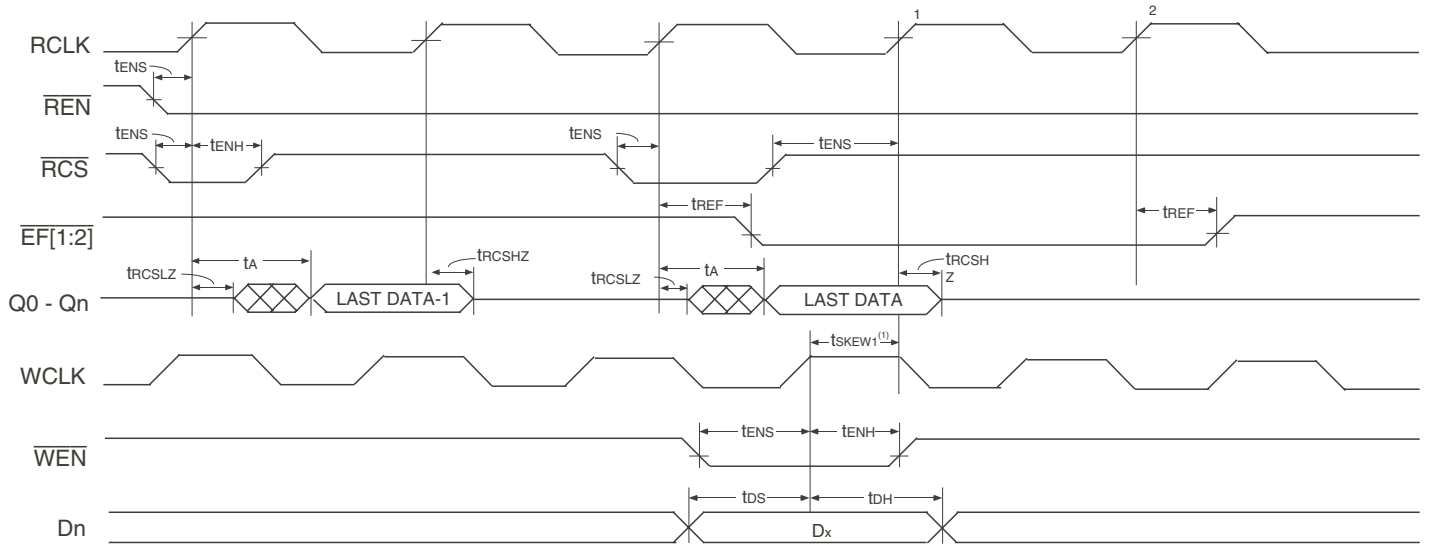 1
2
RCLK
tENS
REN
tENS
tENH
tENS
tENS
RCS
tREF
tREF
EF[1:2]
tA
tRCSHZ
tA
tRCSH
Z
tRCSLZ
tRCSLZ
Q0 - Qn
LAST DATA-1
LAST DATA
tSKEW1(1)
WCLK
tENS
tENH
WEN
tDS
tDH
Dn
Dx